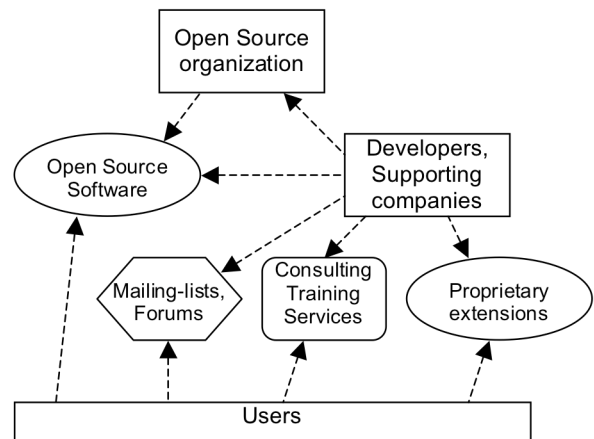 Open Source
organization
Developers,
Supporting
companies
Open Source
Software
Mailing-lists,
Forums
Consulting
Training
Services
Proprietary
extensions
Users